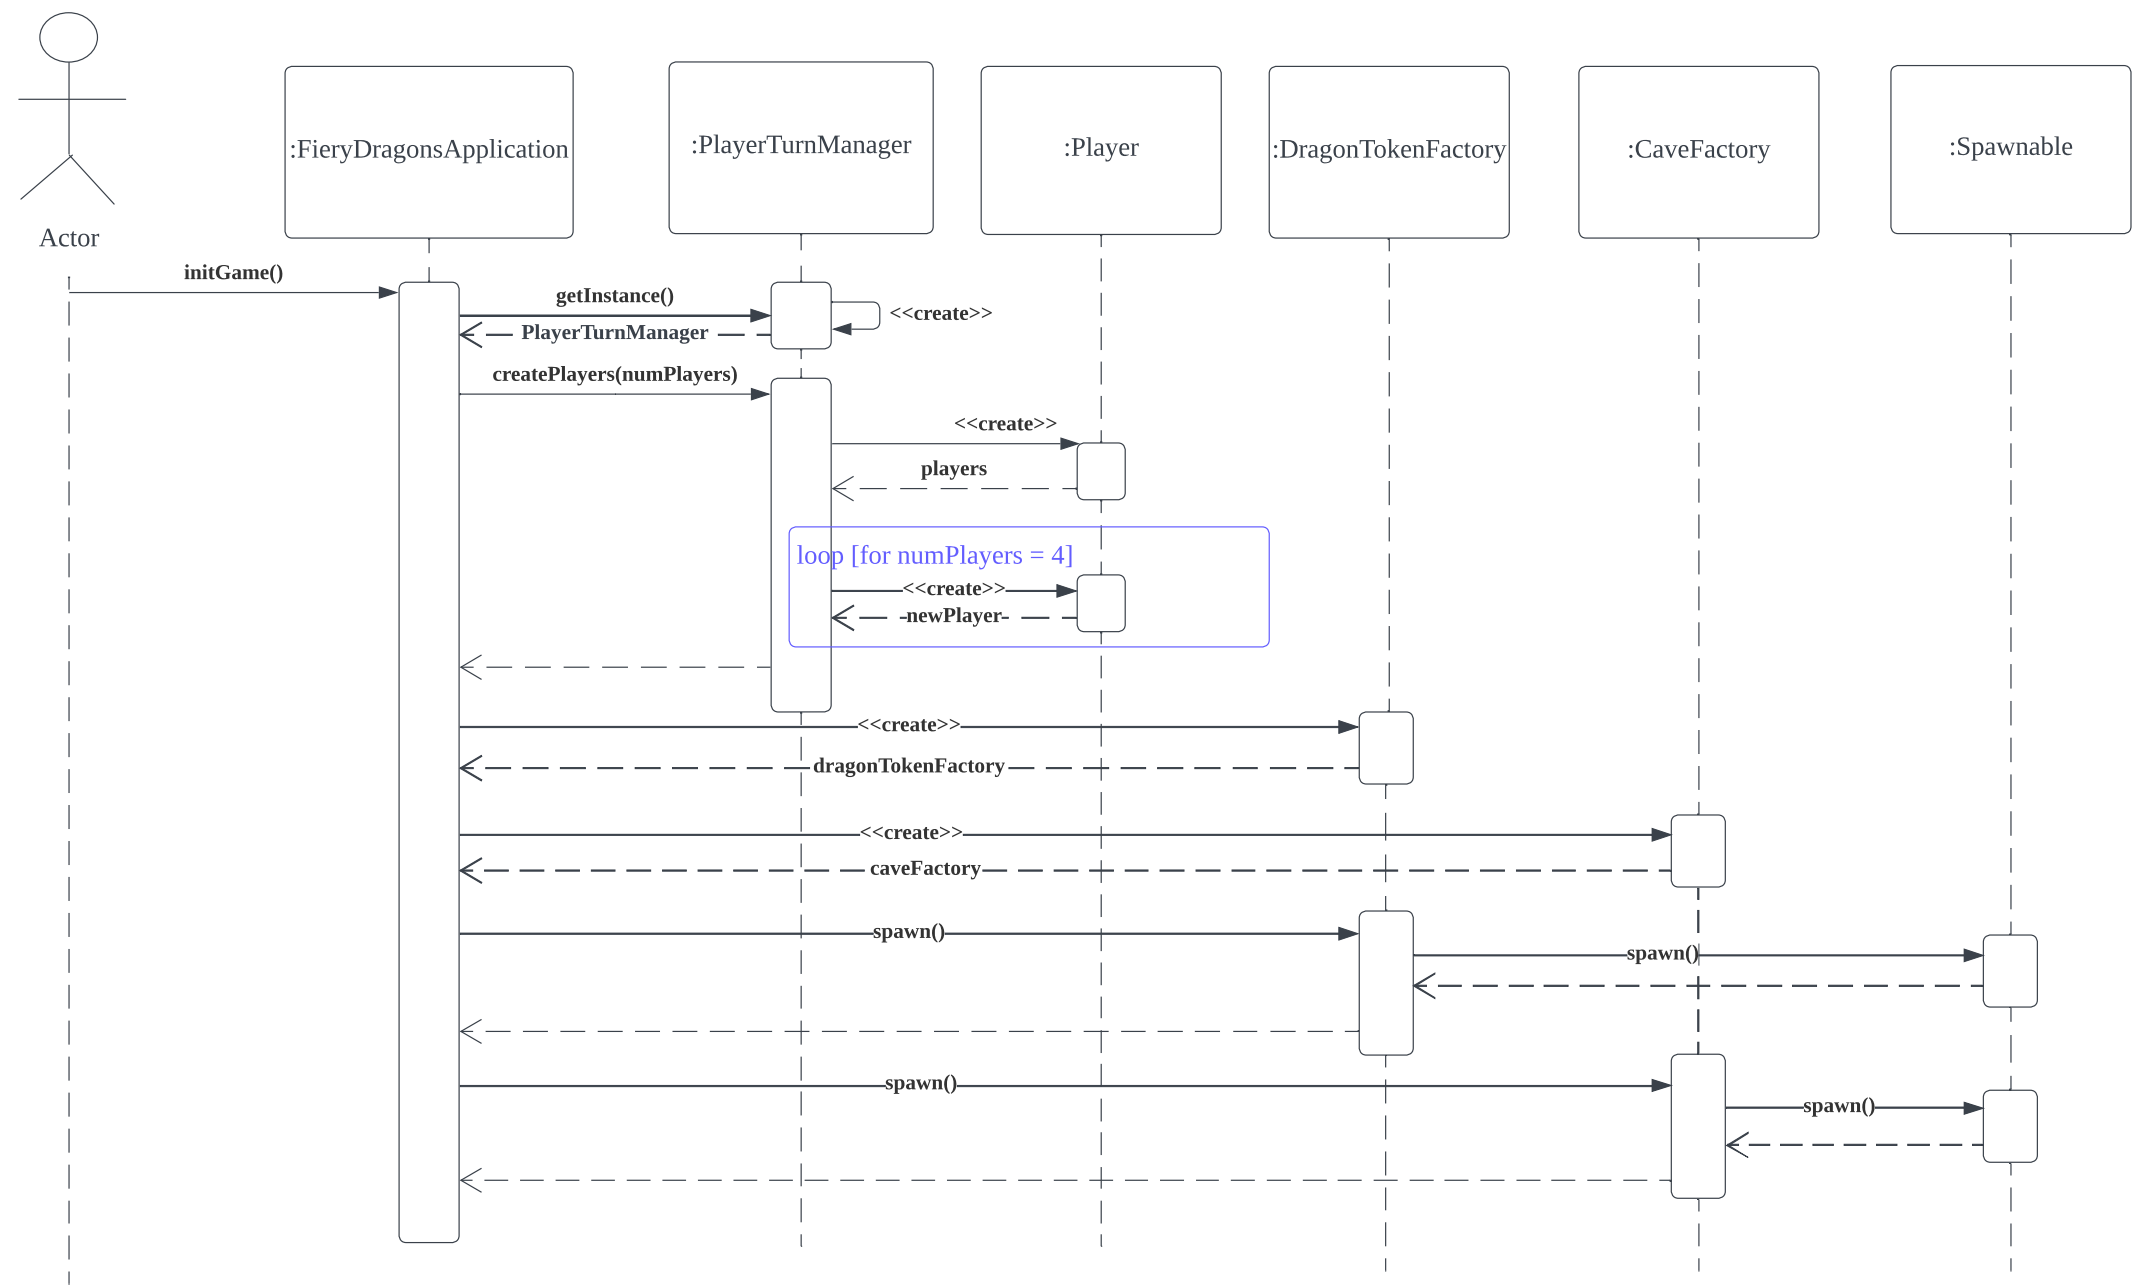 :FieryDragonsApplication
:PlayerTurnManager
:Player
:DragonTokenFactory
:CaveFactory
:Spawnable
Actor
initGame()
getInstance()
<<create>>
PlayerTurnManager
createPlayers(numPlayers)
<<create>>
players
loop [for numPlayers = 4]
<<create>>
newPlayer
<<create>>
dragonTokenFactory
<<create>>
caveFactory
spawn()
spawn()
spawn()
spawn()